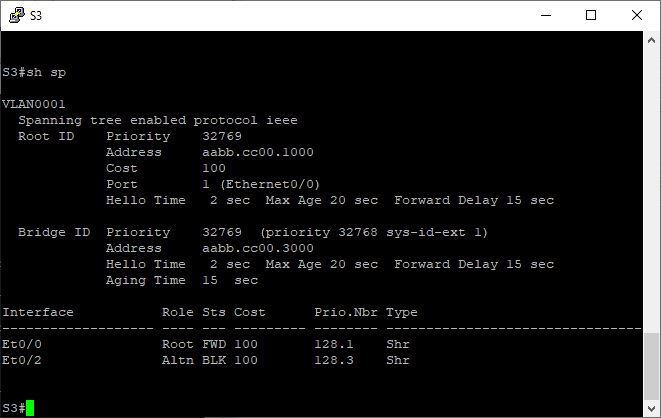 S3
S3#sh sp
VLAN0001
  Spanning tree enabled protocol ieee
  Root ID    Priority    32769
             Address     aabb.cc00.1000
             Cost        100
             Port        1 (Ethernet0/0)
             Hello Time   2 sec  Max Age 20 sec  Forward Delay 15 sec
  Bridge ID  Priority    32769  (priority 32768 sys-id-ext 1)
             Address     aabb.cc00.3000
             Hello Time   2 sec  Max Age 20 sec  Forward Delay 15 sec
             Aging Time  15  sec
Interface           Role Sts Cost      Prio.Nbr Type
------------------- ---- --- --------- -------- --------------------------------
Et0/0               Root FWD 100       128.1    Shr
Et0/2               Altn BLK 100       128.3    Shr
S3#